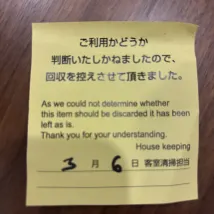 ご利用かどうか
判断いたしかねましたので、
回収を控えさせて頂きました。
As we could not determine whether
this item should be discarded it has been
left as is.
Thank you for your understanding.
House keeping
3 月 6 日 客室清掃担当